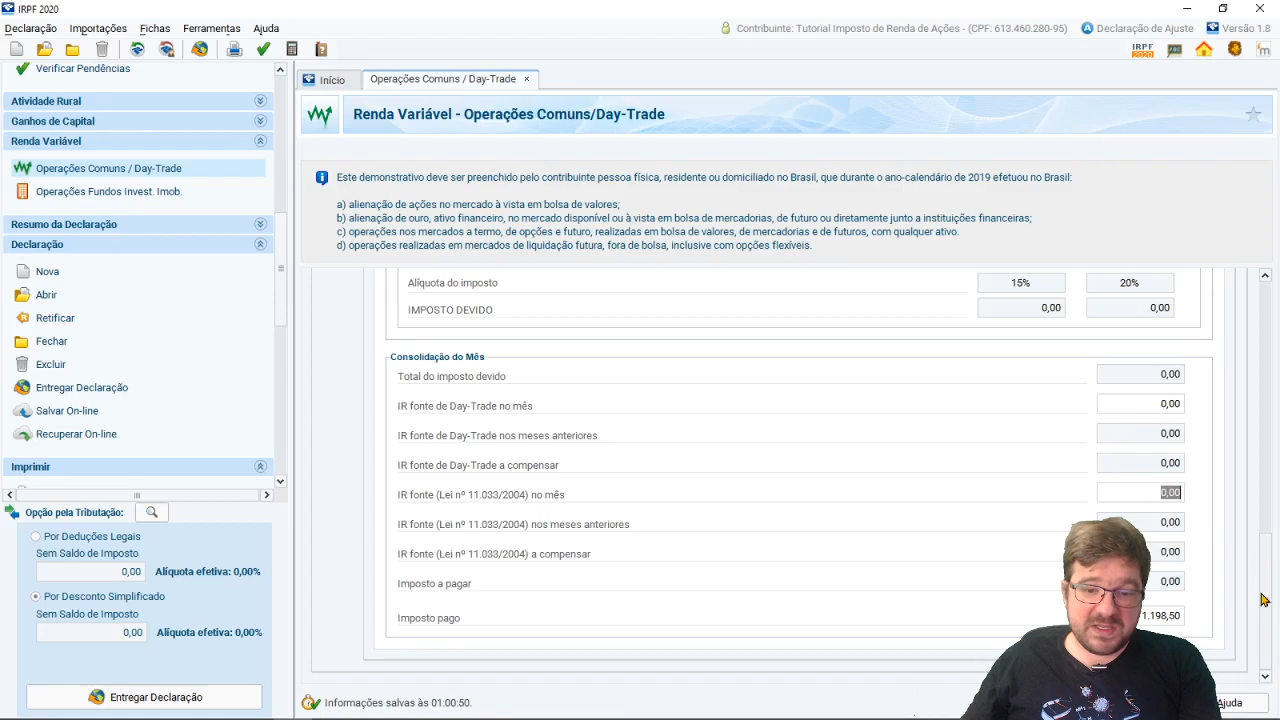 IRPF 2020
Declaração Importações Fichas Ferramentas Ajuda
Contribuinte: Tutorial Imposto de Renda de Ações - (CPF: 613.460.280-95) Declaração de Ajuste Versão 1.8
IRPF
2020
Verificar Pendências
Atividade Rural
Ganhos de Capital
Renda Variável
Operações Comuns / Day-Trade
Operações Fundos Invest. Imob.
Resumo da Declaração
Declaração
Nova
Abrir
Retificar
Fechar
Excluir
Entregar Declaração
Salvar On-line
Recuperar On-line
Imprimir
Opção pela Tributação:
Por Deduções Legais
Sem Saldo de Imposto
0,00 Alíquota efetiva: 0,00%
Por Desconto Simplificado
Sem Saldo de Imposto
0,00 Alíquota efetiva: 0,00%
Entregar Declaração
Início Operações Comuns / Day-Trade ×
Renda Variável - Operações Comuns/Day-Trade
Este demonstrativo deve ser preenchido pelo contribuinte pessoa física, residente ou domiciliado no Brasil, que durante o ano-calendário de 2019 efetuou no Brasil:
a) alienação de ações no mercado à vista em bolsa de valores;
b) alienação de ouro, ativo financeiro, no mercado disponível ou à vista em bolsa de mercadorias, de futuro ou diretamente junto a instituições financeiras;
c) operações nos mercados a termo, de opções e futuro, realizadas em bolsa de valores, de mercadorias e de futuros, com qualquer ativo.
d) operações realizadas em mercados de liquidação futura, fora de bolsa, inclusive com opções flexíveis.
Alíquota do imposto 15% 20%
IMPOSTO DEVIDO 0,00 0,00
Consolidação do Mês
Total do imposto devido 0,00
IR fonte de Day-Trade no mês 0,00
IR fonte de Day-Trade nos meses anteriores 0,00
IR fonte de Day-Trade a compensar 0,00
IR fonte (Lei nº 11.033/2004) no mês 0,00
IR fonte (Lei nº 11.033/2004) nos meses anteriores 0,00
IR fonte (Lei nº 11.033/2004) a compensar 0,00
Imposto a pagar 0,00
Imposto pago 1.198,50
Informações salvas às 01:00:50.
Ajuda